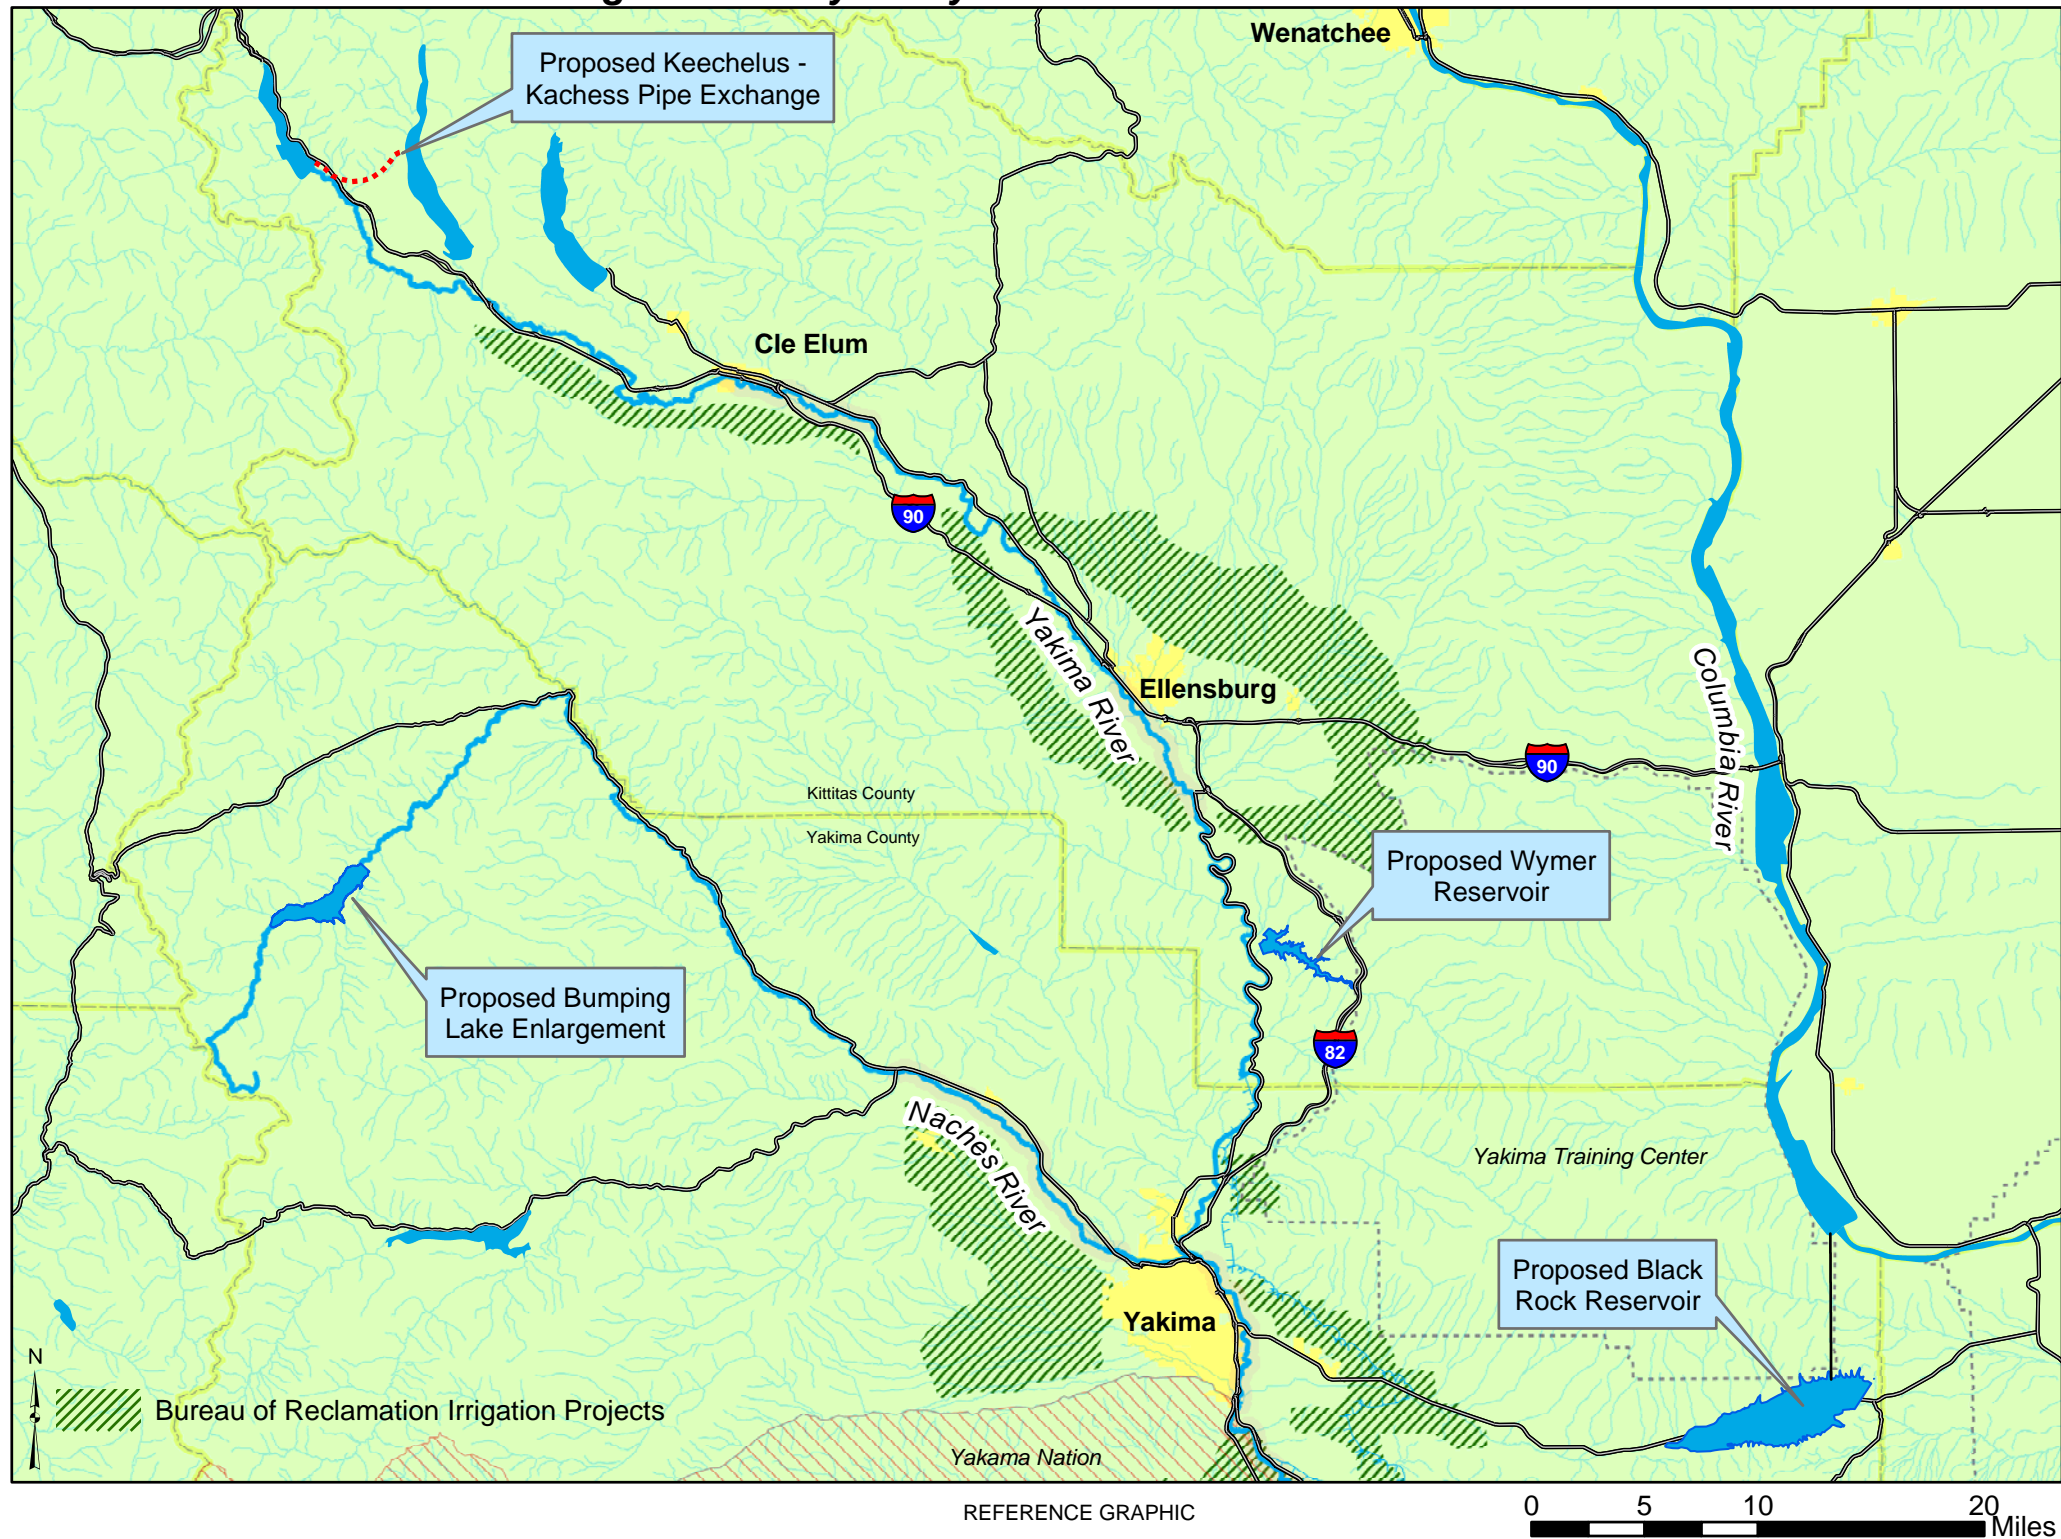 Wenatchee
Proposed Keechelus -
Kachess Pipe Exchange
Cle Elum
90
Yakima River
Ellensburg
Columbia River
90
Kittitas County
Yakima County
Proposed Wymer
Reservoir
Proposed Bumping
Lake Enlargement
82
Naches River
Yakima Training Center
Proposed Black
Rock Reservoir
Yakima
N
Bureau of Reclamation Irrigation Projects
Yakama Nation
REFERENCE GRAPHIC
0 5 10 20
Miles